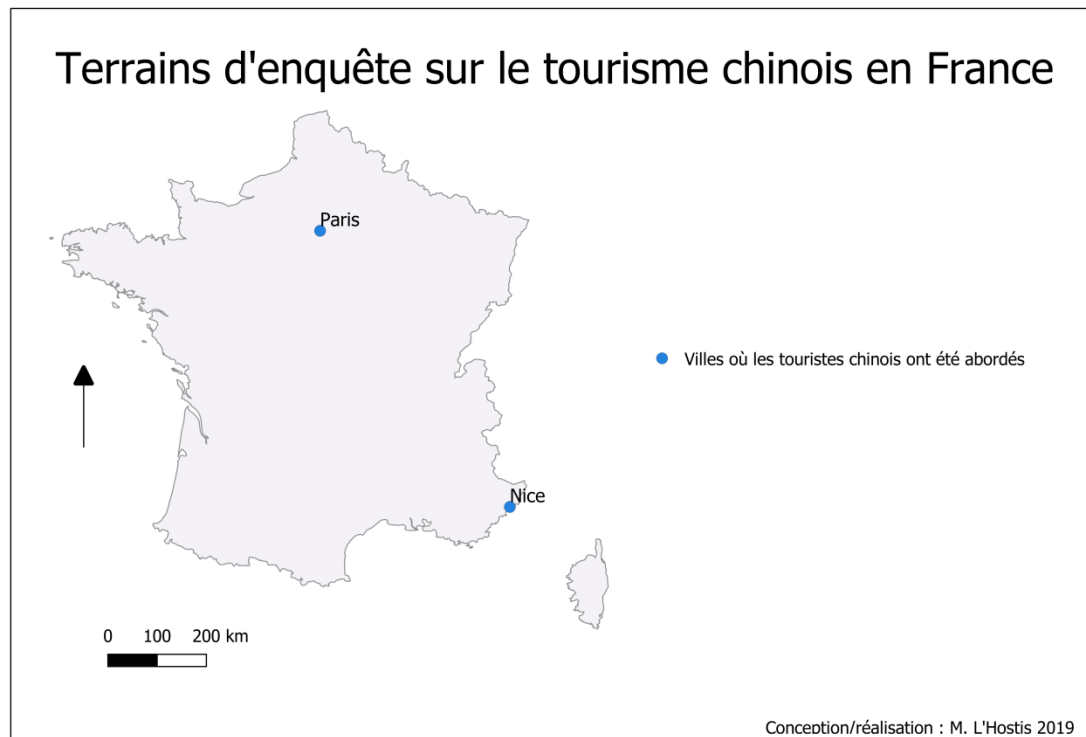 Terrains d'enquête sur le tourisme chinois en France
Paris
Villes où les touristes chinois ont été abordés
Nice
0 100 200 km
Conception/réalisation : M. L'Hostis 2019